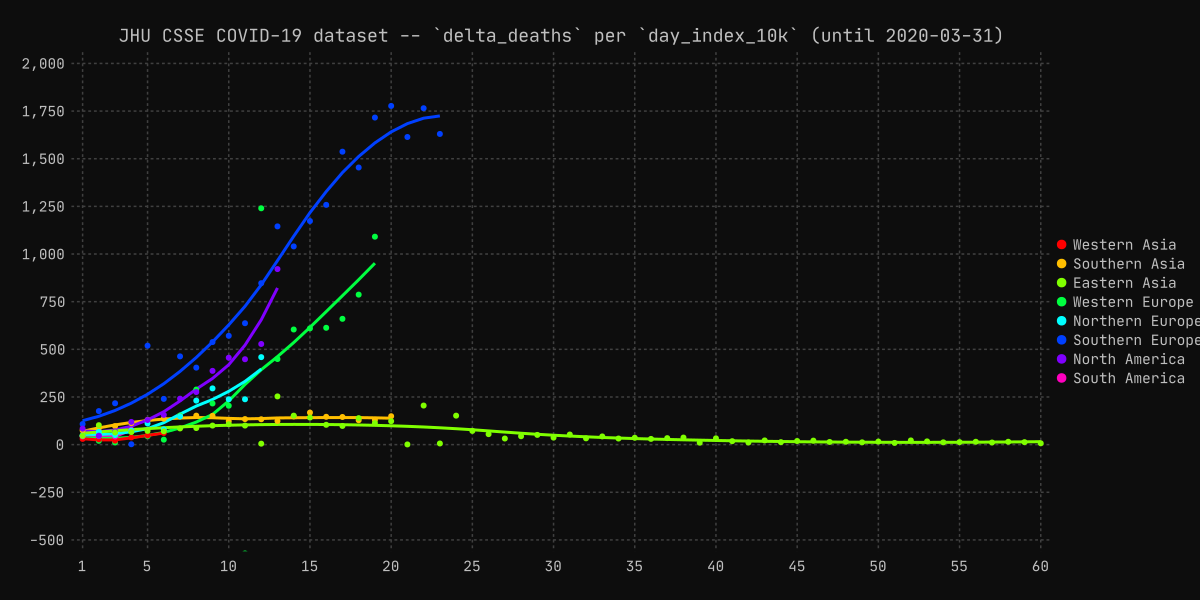 JHU CSSE COVID-19 dataset -- `delta_deaths` per `day_index_10k` (until 2020-03-31)
2,000
1,750
1,500
1,250
1,000
750
500
250
0
-250
-500
1 5 10 15 20 25 30 35 40 45 50 55 60
Western Asia
Southern Asia
Eastern Asia
Western Europe
Northern Europe
Southern Europe
North America
South America